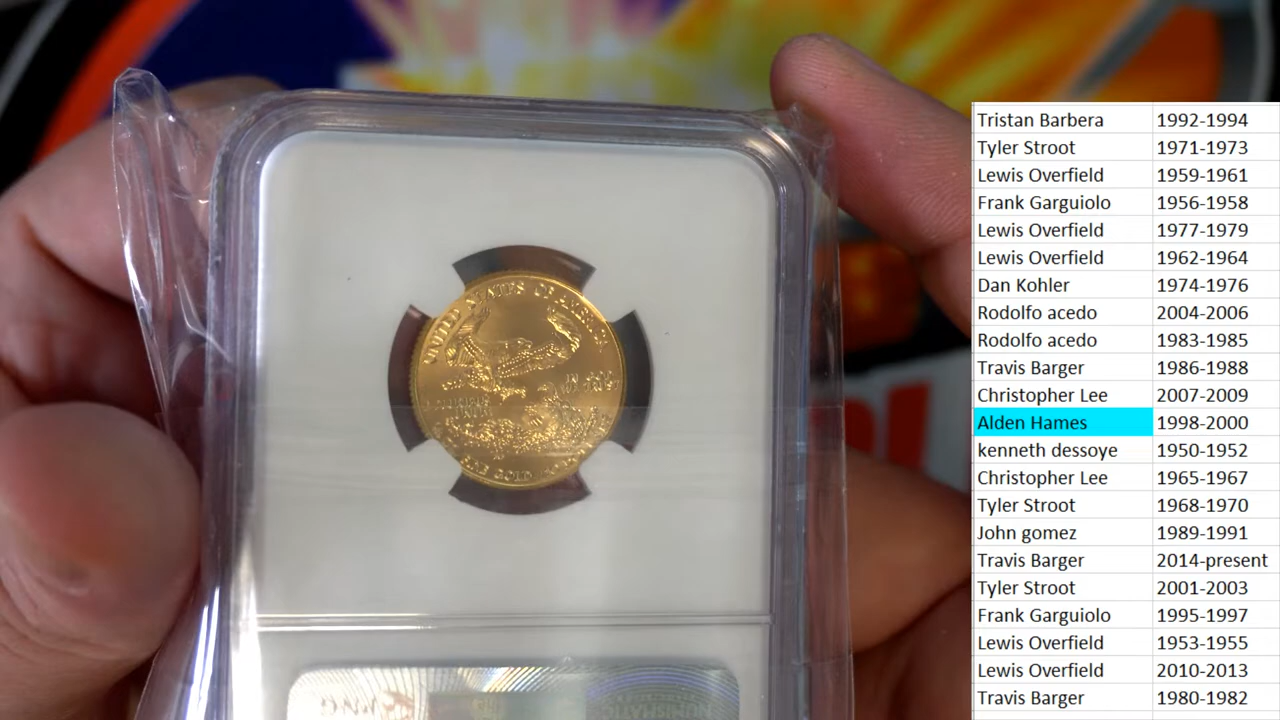 UNITED STATES OF AMERICA
FINE GOLD
NUMISMATIC
Tristan Barbera 1992-1994
Tyler Stroot 1971-1973
Lewis Overfield 1959-1961
Frank Garguiolo 1956-1958
Lewis Overfield 1977-1979
Lewis Overfield 1962-1964
Dan Kohler 1974-1976
Rodolfo acedo 2004-2006
Rodolfo acedo 1983-1985
Travis Barger 1986-1988
Christopher Lee 2007-2009
Alden Hames 1998-2000
kenneth dessoye 1950-1952
Christopher Lee 1965-1967
Tyler Stroot 1968-1970
John gomez 1989-1991
Travis Barger 2014-present
Tyler Stroot 2001-2003
Frank Garguiolo 1995-1997
Lewis Overfield 1953-1955
Lewis Overfield 2010-2013
Travis Barger 1980-1982